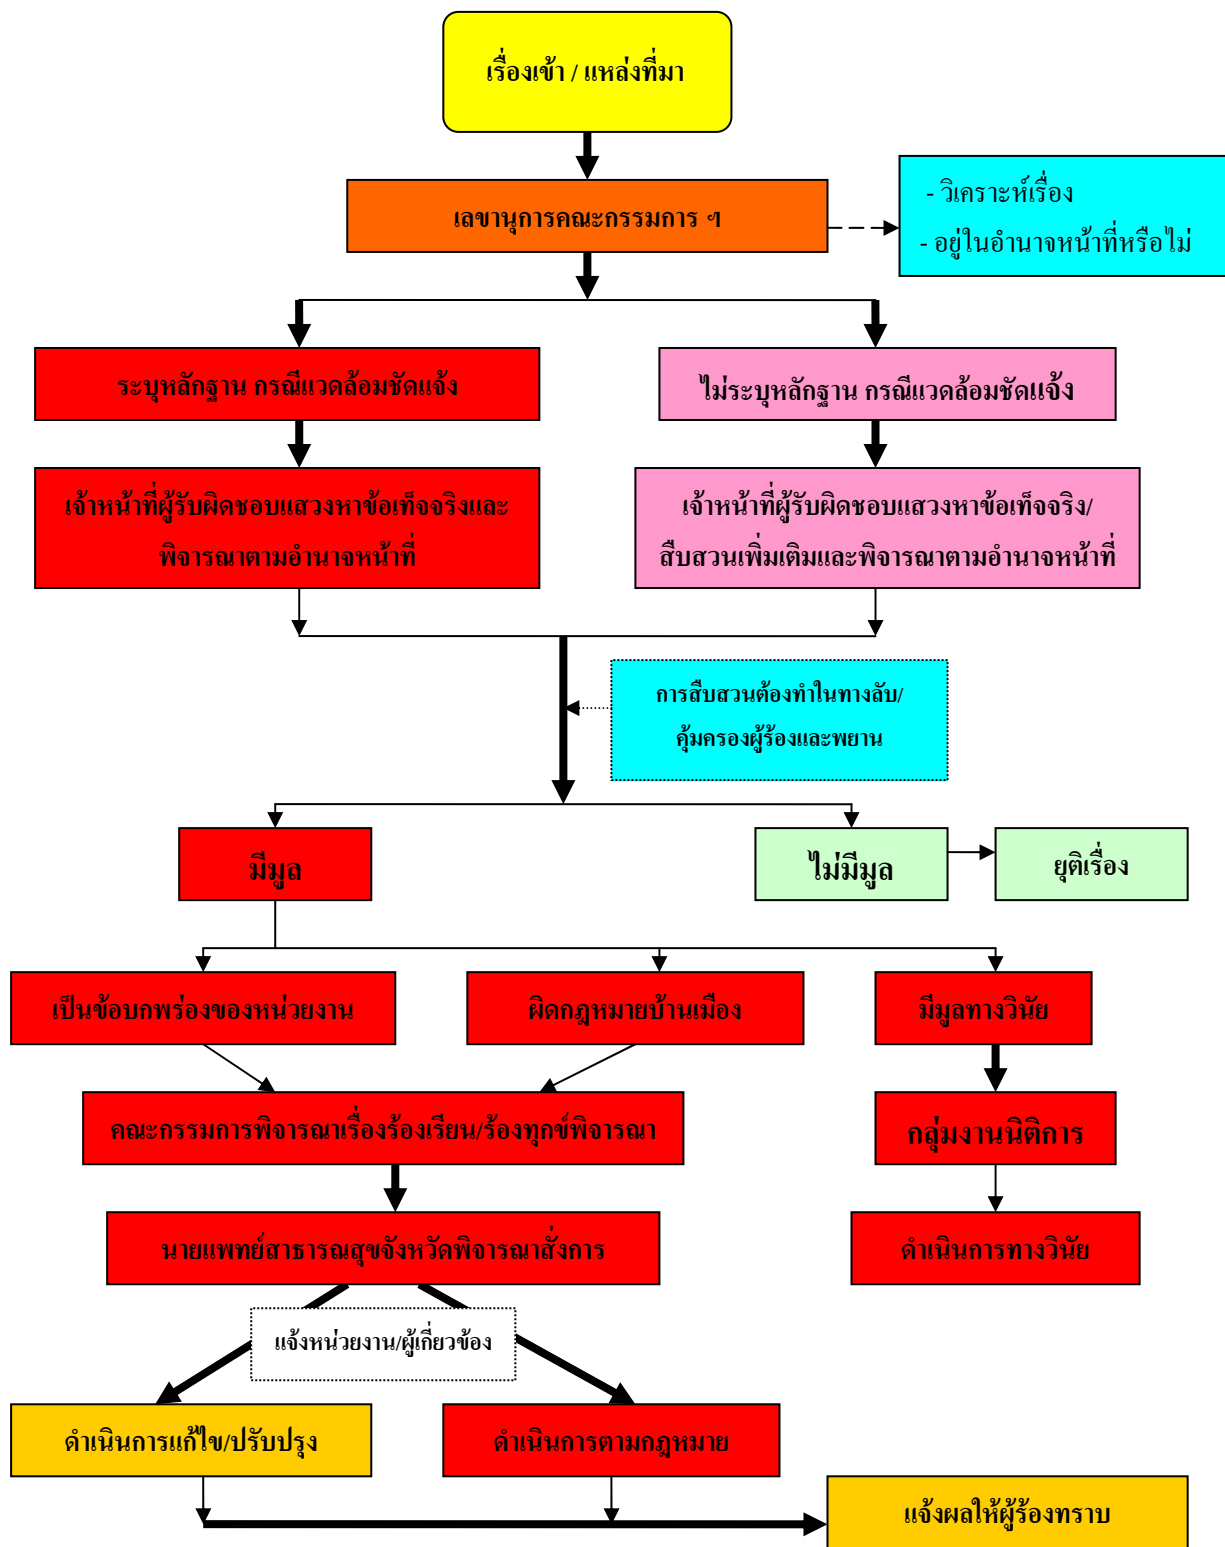 เรื่องเข้า / แหล่งที่มา
เลขานุการคณะกรรมการ ฯ
- วิเคราะห์เรื่อง
- อยู่ในอำนาจหน้าที่หรือไม่
ระบุหลักฐาน กรณีแวดล้อมชัดแจ้ง
ไม่ระบุหลักฐาน กรณีแวดล้อมชัดแจ้ง
เจ้าหน้าที่ผู้รับผิดชอบแสวงหาข้อเท็จจริงและ
พิจารณาตามอำนาจหน้าที่
เจ้าหน้าที่ผู้รับผิดชอบแสวงหาข้อเท็จจริง/
สืบสวนเพิ่มเติมและพิจารณาตามอำนาจหน้าที่
การสืบสวนต้องทำในทางลับ/
คุ้มครองผู้ร้องและพยาน
มีมูล
ไม่มีมูล
ยุติเรื่อง
เป็นข้อบกพร่องของหน่วยงาน
ผิดกฎหมายบ้านเมือง
มีมูลทางวินัย
คณะกรรมการพิจารณาเรื่องร้องเรียน/ร้องทุกข์พิจารณา
กลุ่มงานนิติการ
นายแพทย์สาธารณสุขจังหวัดพิจารณาสั่งการ
ดำเนินการทางวินัย
แจ้งหน่วยงาน/ผู้เกี่ยวข้อง
ดำเนินการแก้ไข/ปรับปรุง
ดำเนินการตามกฎหมาย
แจ้งผลให้ผู้ร้องทราบ